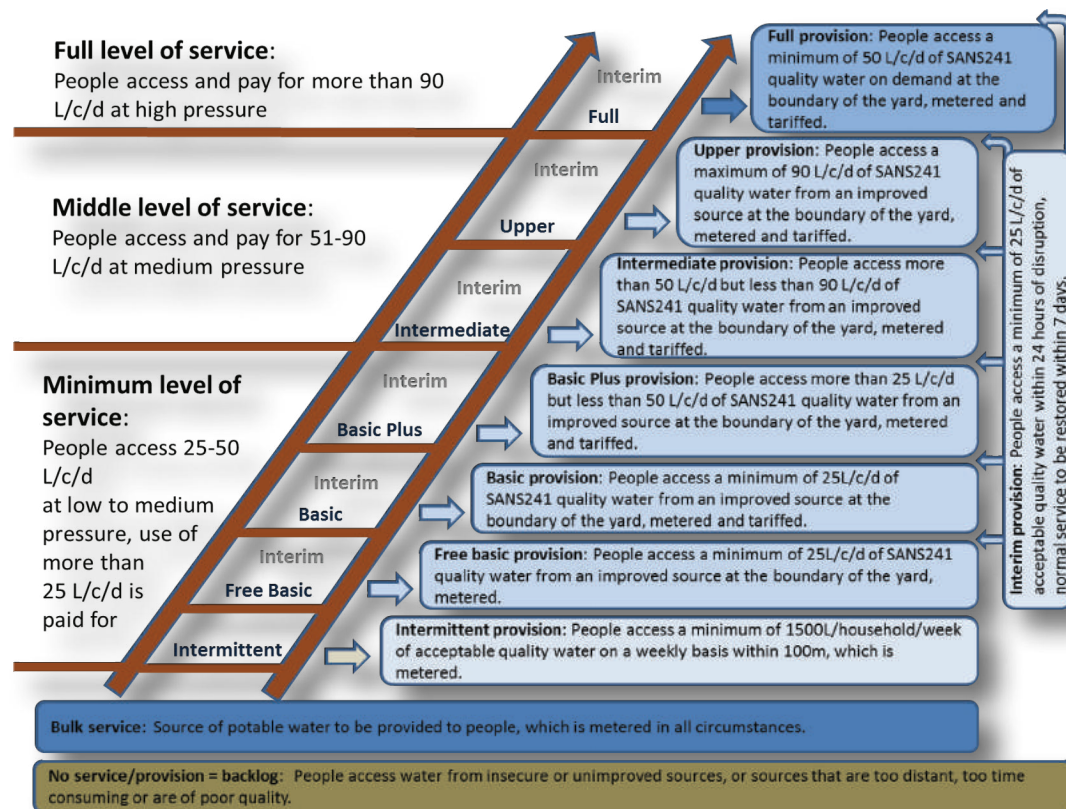 Full level of service:
People access and pay for more than 90
L/c/d at high pressure
Middle level of service:
People access and pay for 51-90
L/c/d at medium pressure
Minimum level of
service:
People access 25-50
L/c/d
at low to medium
pressure, use of
more than
25 L/c/d is
paid for
Interim
Full
Interim
Upper
Interim
Intermediate
Interim
Basic Plus
Interim
Basic
Interim
Free Basic
Intermittent
Full provision: People access a
minimum of 50 L/c/d of SANS241
quality water on demand at the
boundary of the yard, metered and
tariffed.
Upper provision: People access a
maximum of 90 L/c/d of SANS241
quality water from an improved
source at the boundary of the yard,
metered and tariffed.
Intermediate provision: People access more
than 50 L/c/d but less than 90 L/c/d of
SANS241 quality water from an improved
source at the boundary of the yard, metered
and tariffed.
Basic Plus provision: People access more than 25 L/c/d
but less than 50 L/c/d of SANS241 quality water from an
improved source at the boundary of the yard, metered
and tariffed.
Basic provision: People access a minimum of 25L/c/d of
SANS241 quality water from an improved source at the
boundary of the yard, metered and tariffed.
Free basic provision: People access a minimum of 25L/c/d of SANS241
quality water from an improved source at the boundary of the yard,
metered.
Intermittent provision: People access a minimum of 1500L/household/week
of acceptable quality water on a weekly basis within 100m, which is
metered.
Interim provision: People access a minimum of 25 L/c/d of
acceptable quality water within 24 hours of disruption,
normal service to be restored within 7 days.
Bulk service: Source of potable water to be provided to people, which is metered in all circumstances.
No service/provision = backlog: People access water from insecure or unimproved sources, or sources that are too distant, too time
consuming or are of poor quality.